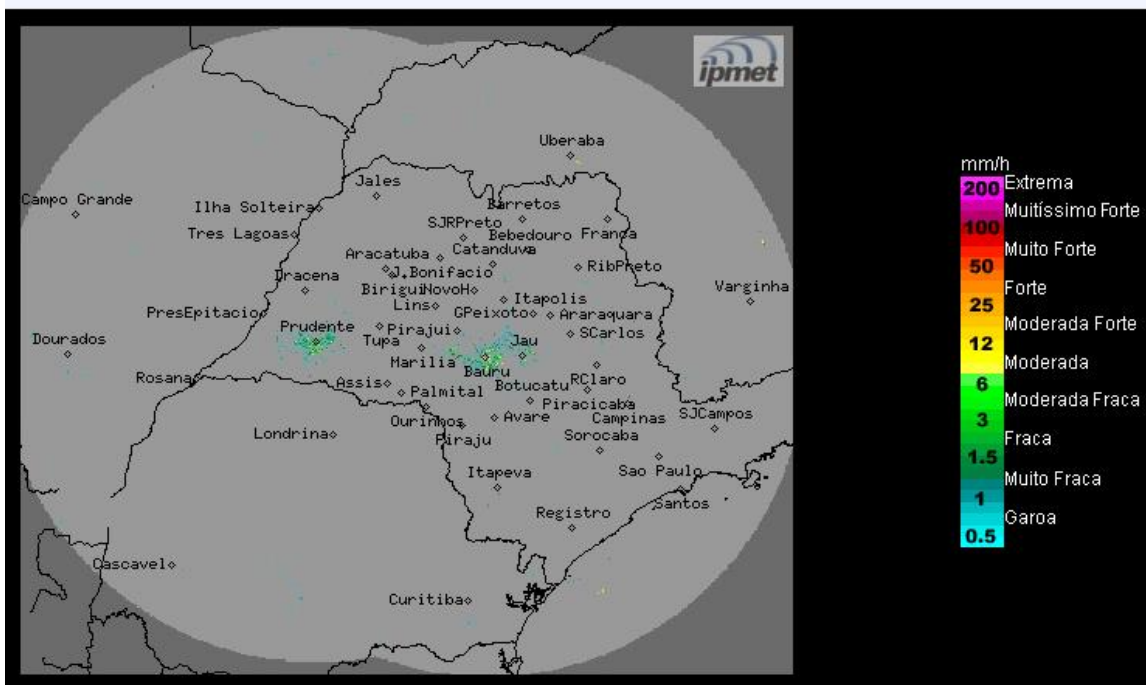 ipmet
Uberaba
Jales
Campo Grande
Ilha Solteira
Barretos
SJRPreto
Tres Lagoas
Bebedouro
Franca
Catanduva
Aracatuba
J.Bonifacio
RibPreto
Dracena
Birigui
NovoH
Varginha
Itapolis
Lins
PresEpitacio
GPeixoto
Araraquara
Prudente
Pirajui
SCarlos
Dourados
Tupa
Jau
Marilia
Bauru
Rosana
Assis
Botucatu
RClaro
Palmital
Piracicaba
SJCampos
Ourinhos
Avare
Campinas
Londrina
Piraju
Sorocaba
Itapeva
Sao Paulo
Santos
Registro
Cascavel
Curitiba
mm/h
200 Extrema
Muitíssimo Forte
100
Muito Forte
50
Forte
25
Moderada Forte
12
Moderada
6
Moderada Fraca
3
Fraca
1.5
Muito Fraca
1
Garoa
0.5